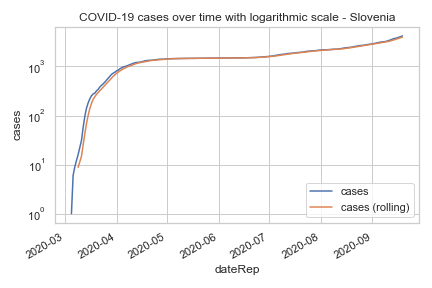 COVID-19 cases over time with logarithmic scale - Slovenia
cases
10³
10²
10¹
10⁰
cases
cases (rolling)
2020-03
2020-04
2020-05
2020-06
2020-07
2020-08
2020-09
dateRep